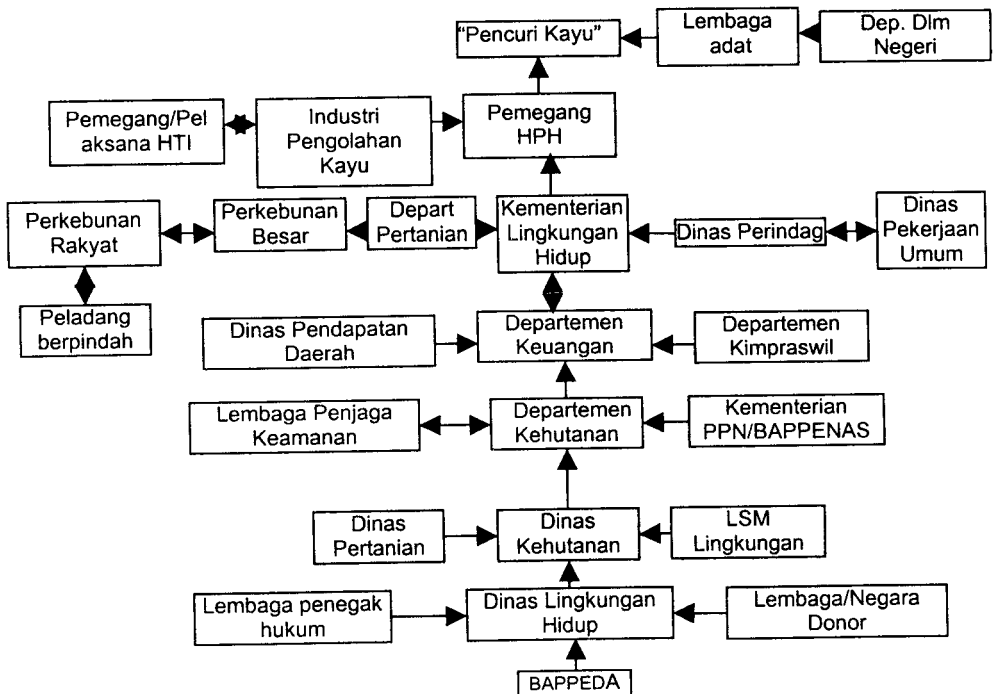 "Pencuri Kayu"
Lembaga
adat
Dep. Dlm
Negeri
Pemegang/Pel
aksana HTI
Industri
Pengolahan
Kayu
Pemegang
HPH
Perkebunan
Rakyat
Perkebunan
Besar
Depart
Pertanian
Kementerian
Lingkungan
Hidup
Dinas Perindag
Dinas
Pekerjaan
Umum
Peladang
berpindah
Dinas Pendapatan
Daerah
Departemen
Keuangan
Departemen
Kimpraswil
Lembaga Penjaga
Keamanan
Departemen
Kehutanan
Kementerian
PPN/BAPPENAS
Dinas
Pertanian
Dinas
Kehutanan
LSM
Lingkungan
Lembaga penegak
hukum
Dinas Lingkungan
Hidup
Lembaga/Negara
Donor
BAPPEDA